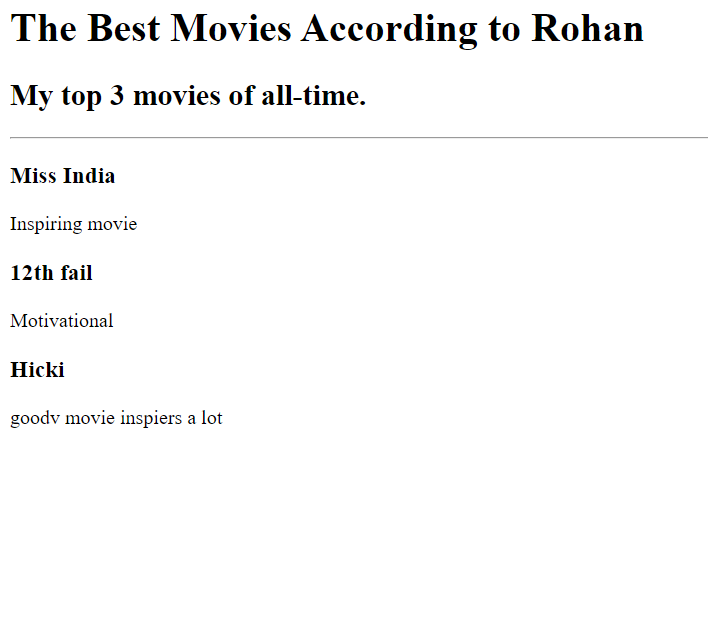 The Best Movies According to Rohan
My top 3 movies of all-time.
Miss India
Inspiring movie
12th fail
Motivational
Hicki
goodv movie inspiers a lot